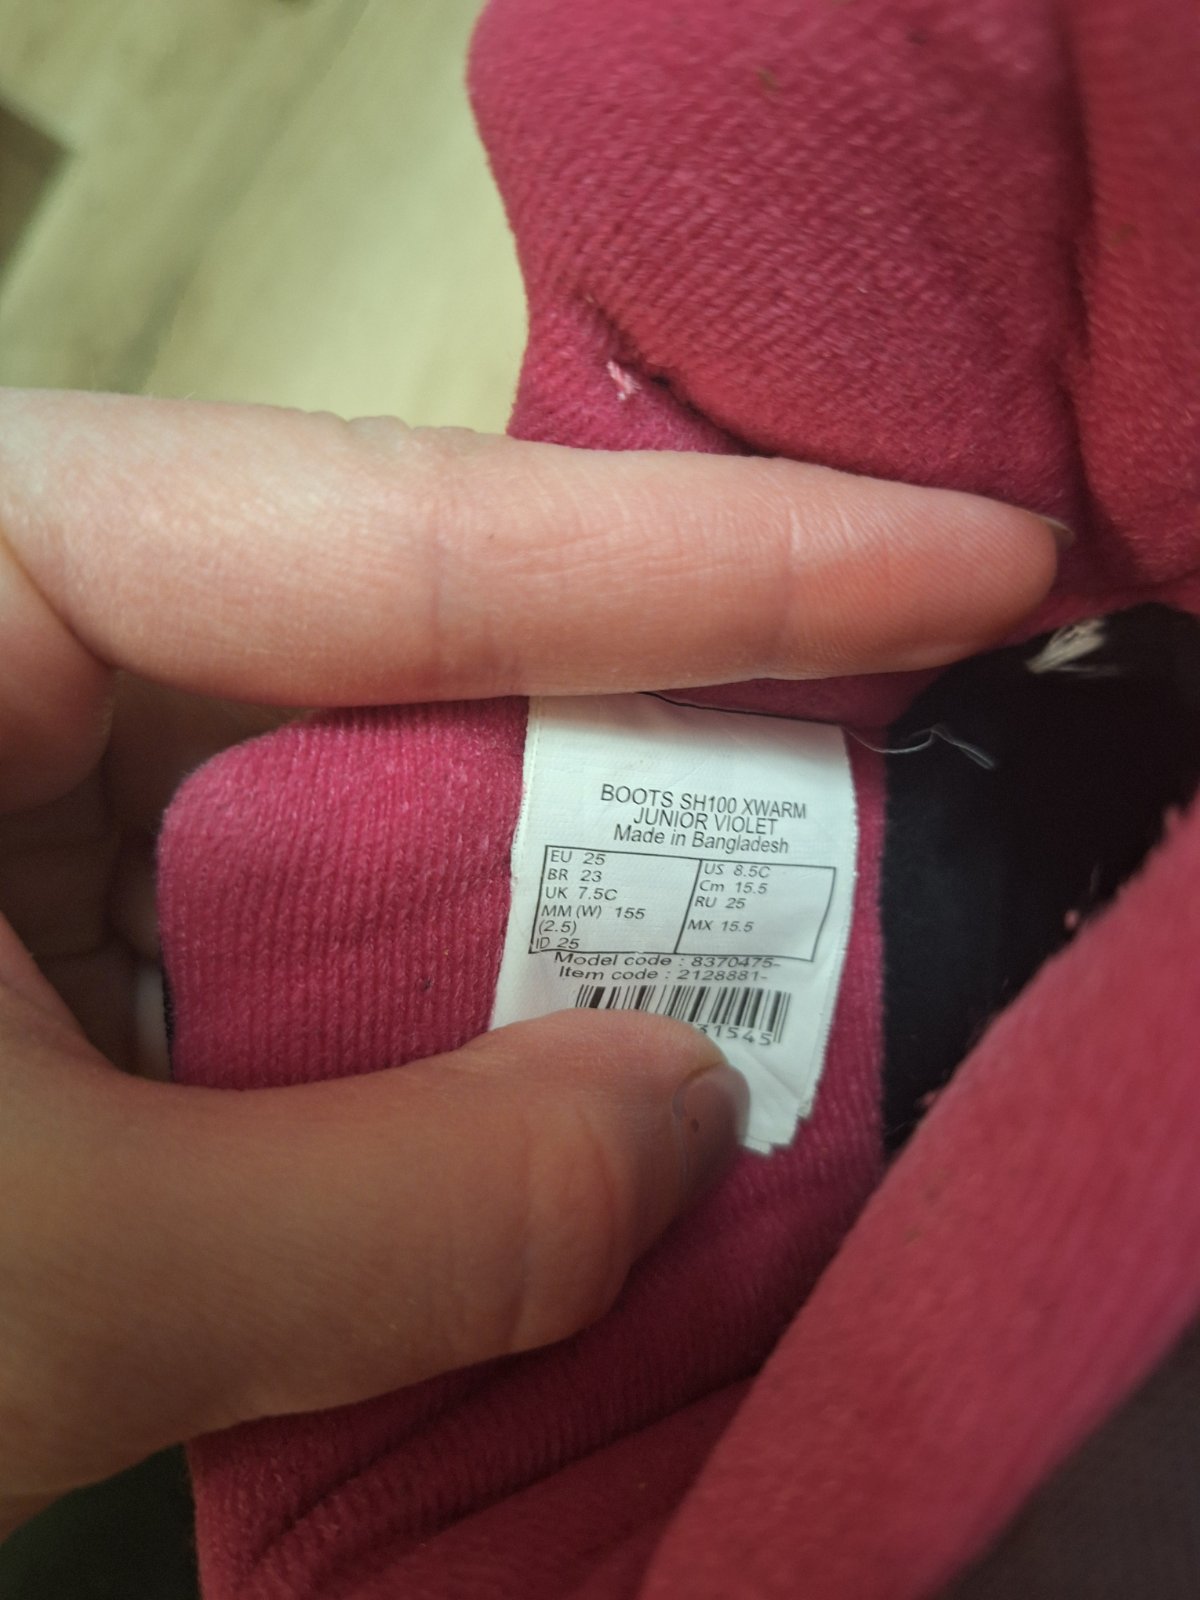 BOOTS SH100 XWARM
JUNIOR VIOLET
Made in Bangladesh
EU 25
BR 23
UK 7.5C
MM (W) 155
(2.5)
ID 25
US 8.5C
Cm 15.5
RU 25
MX 15.5
Model code : 8370475-
Item code : 2128881-
31545